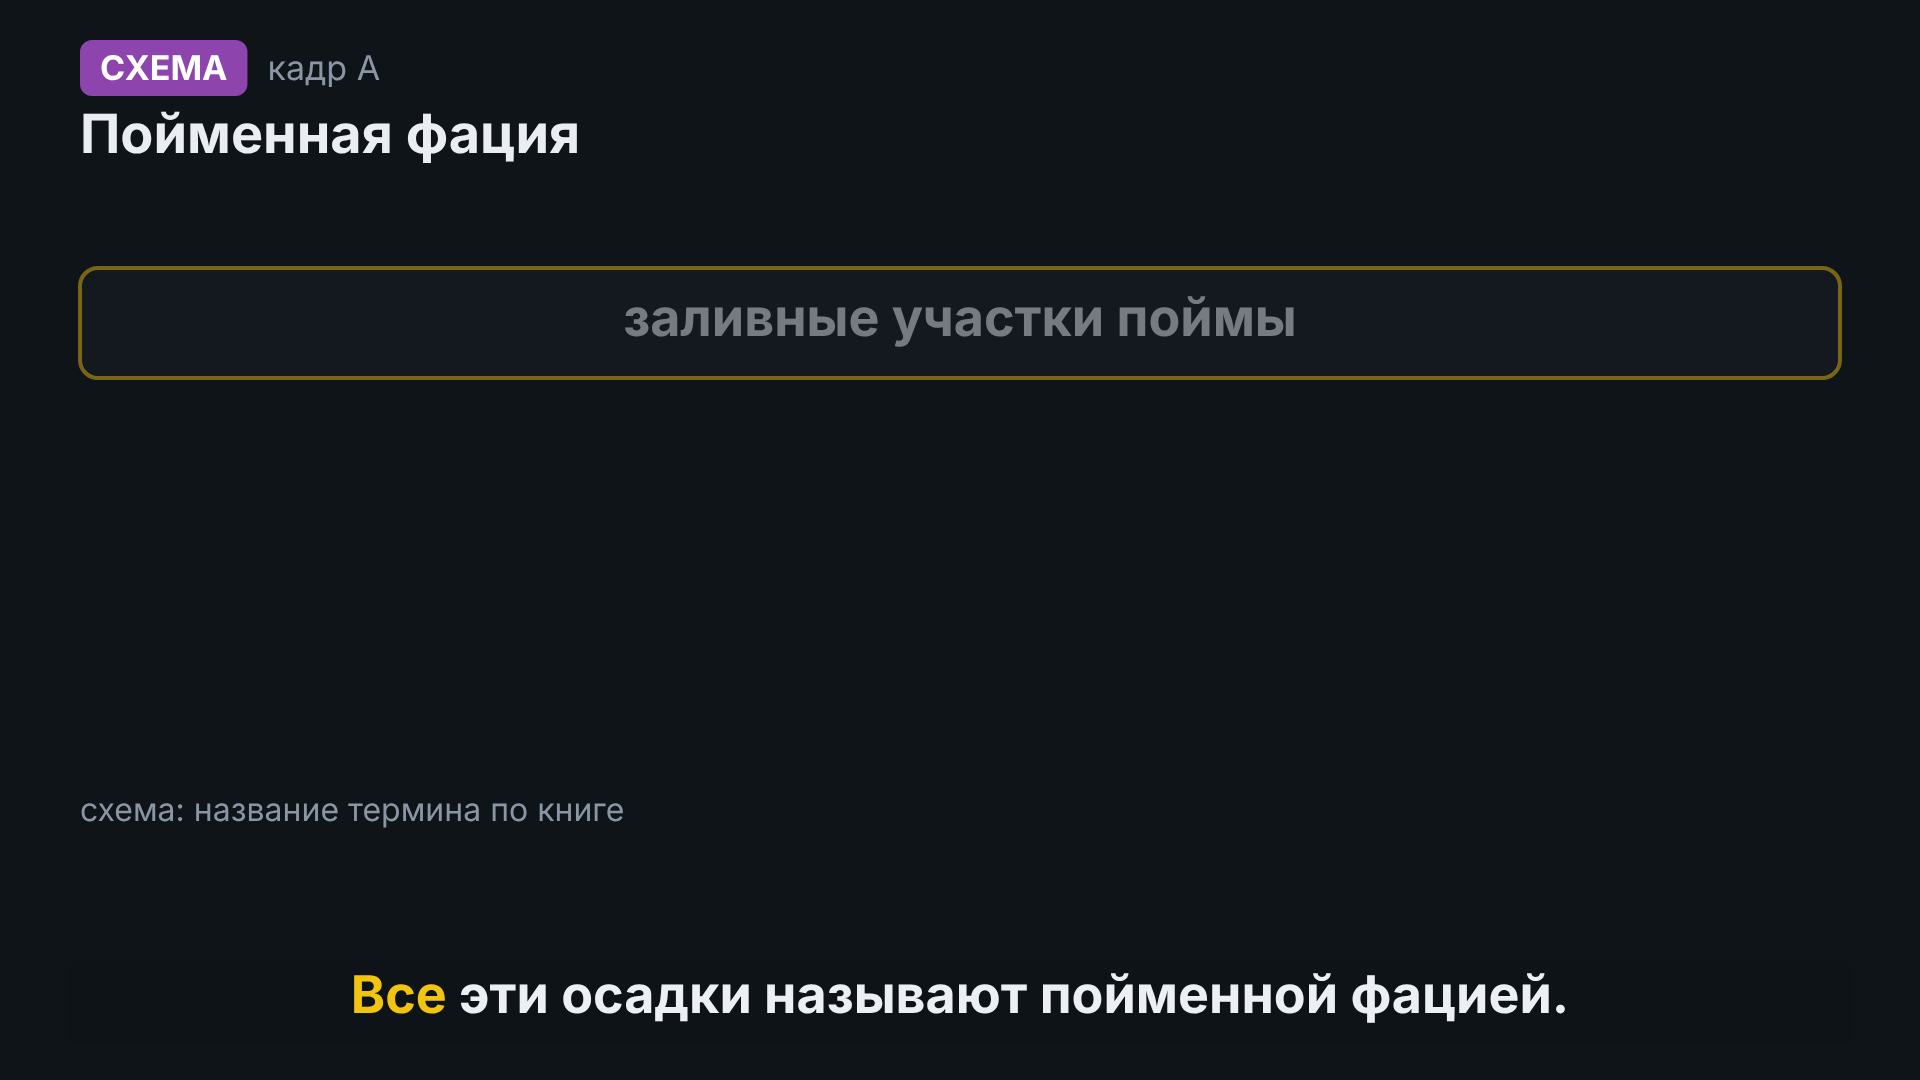 СХЕМА кадр А
Пойменная фация
заливные участки поймы
схема: название термина по книге
Все эти осадки называют пойменной фацией.